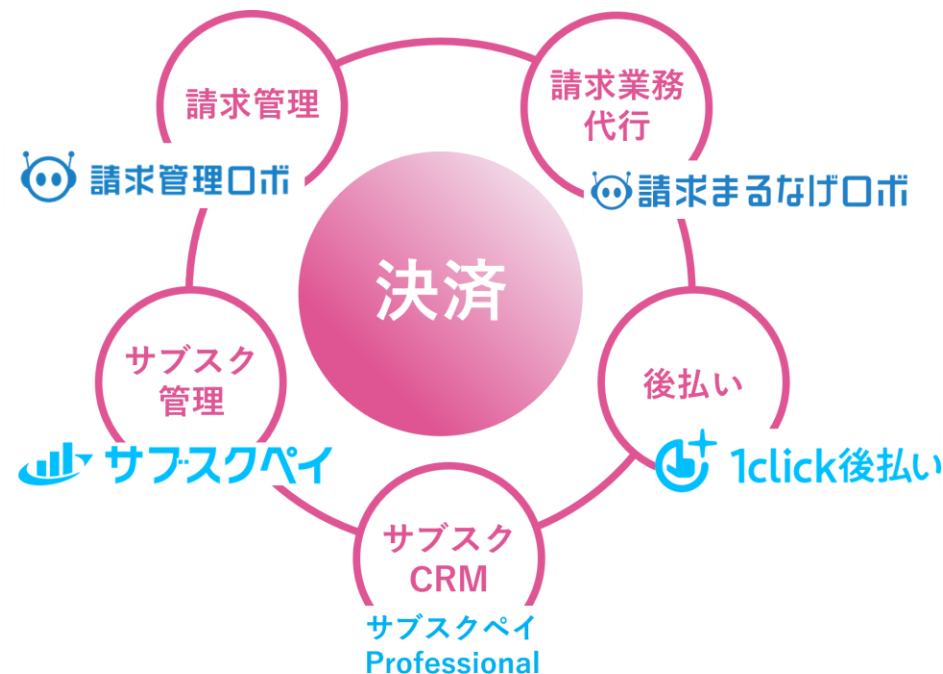 請求管理
請求管理ロボ
請求業務
代行
請求まるなげロボ
決済
サブスク
管理
サブスクペイ
後払い
1click後払い
サブスク
CRM
サブスクペイ
Professional